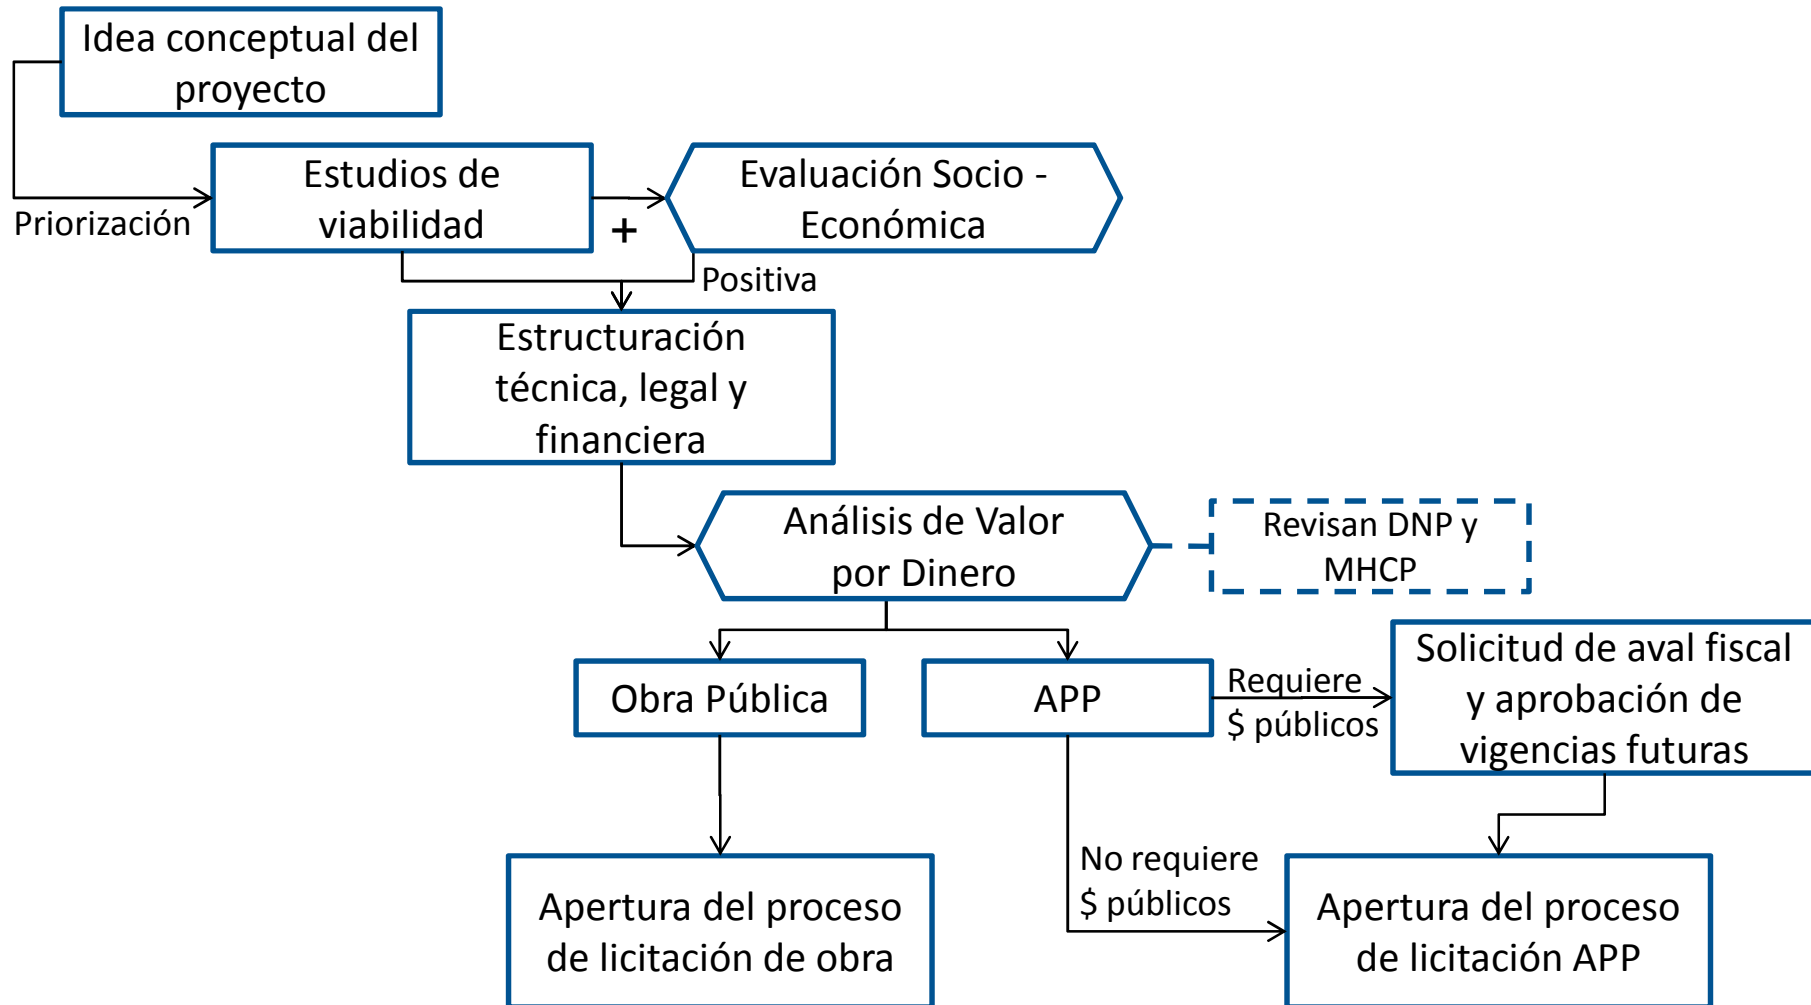 Idea conceptual del
proyecto
Priorización
Estudios de
viabilidad
+
Evaluación Socio -
Económica
Positiva
Estructuración
técnica, legal y
financiera
Análisis de Valor
por Dinero
Revisan DNP y
MHCP
Obra Pública
APP
Requiere
$ públicos
Solicitud de aval fiscal
y aprobación de
vigencias futuras
No requiere
$ públicos
Apertura del proceso
de licitación de obra
Apertura del proceso
de licitación APP